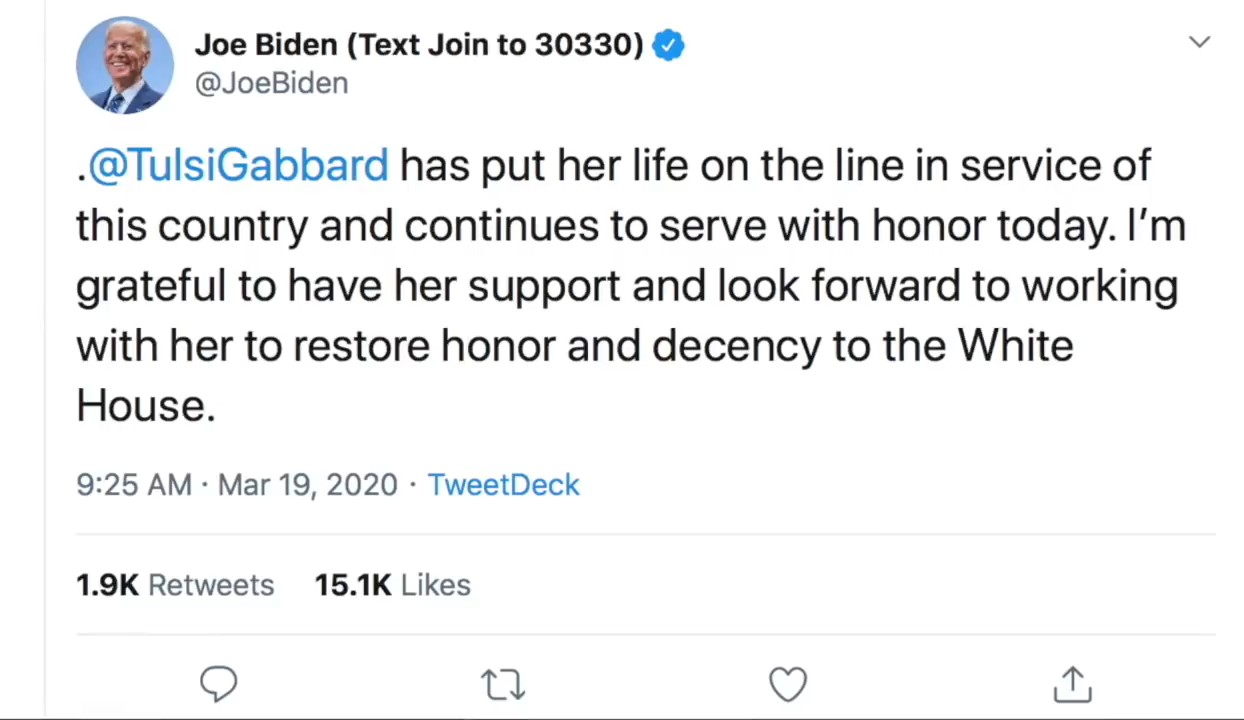 Joe Biden (Text Join to 30330)
@JoeBiden
.@TulsiGabbard has put her life on the line in service of
this country and continues to serve with honor today. I’m
grateful to have her support and look forward to working
with her to restore honor and decency to the White
House.
9:25 AM · Mar 19, 2020 · TweetDeck
1.9K Retweets 15.1K Likes